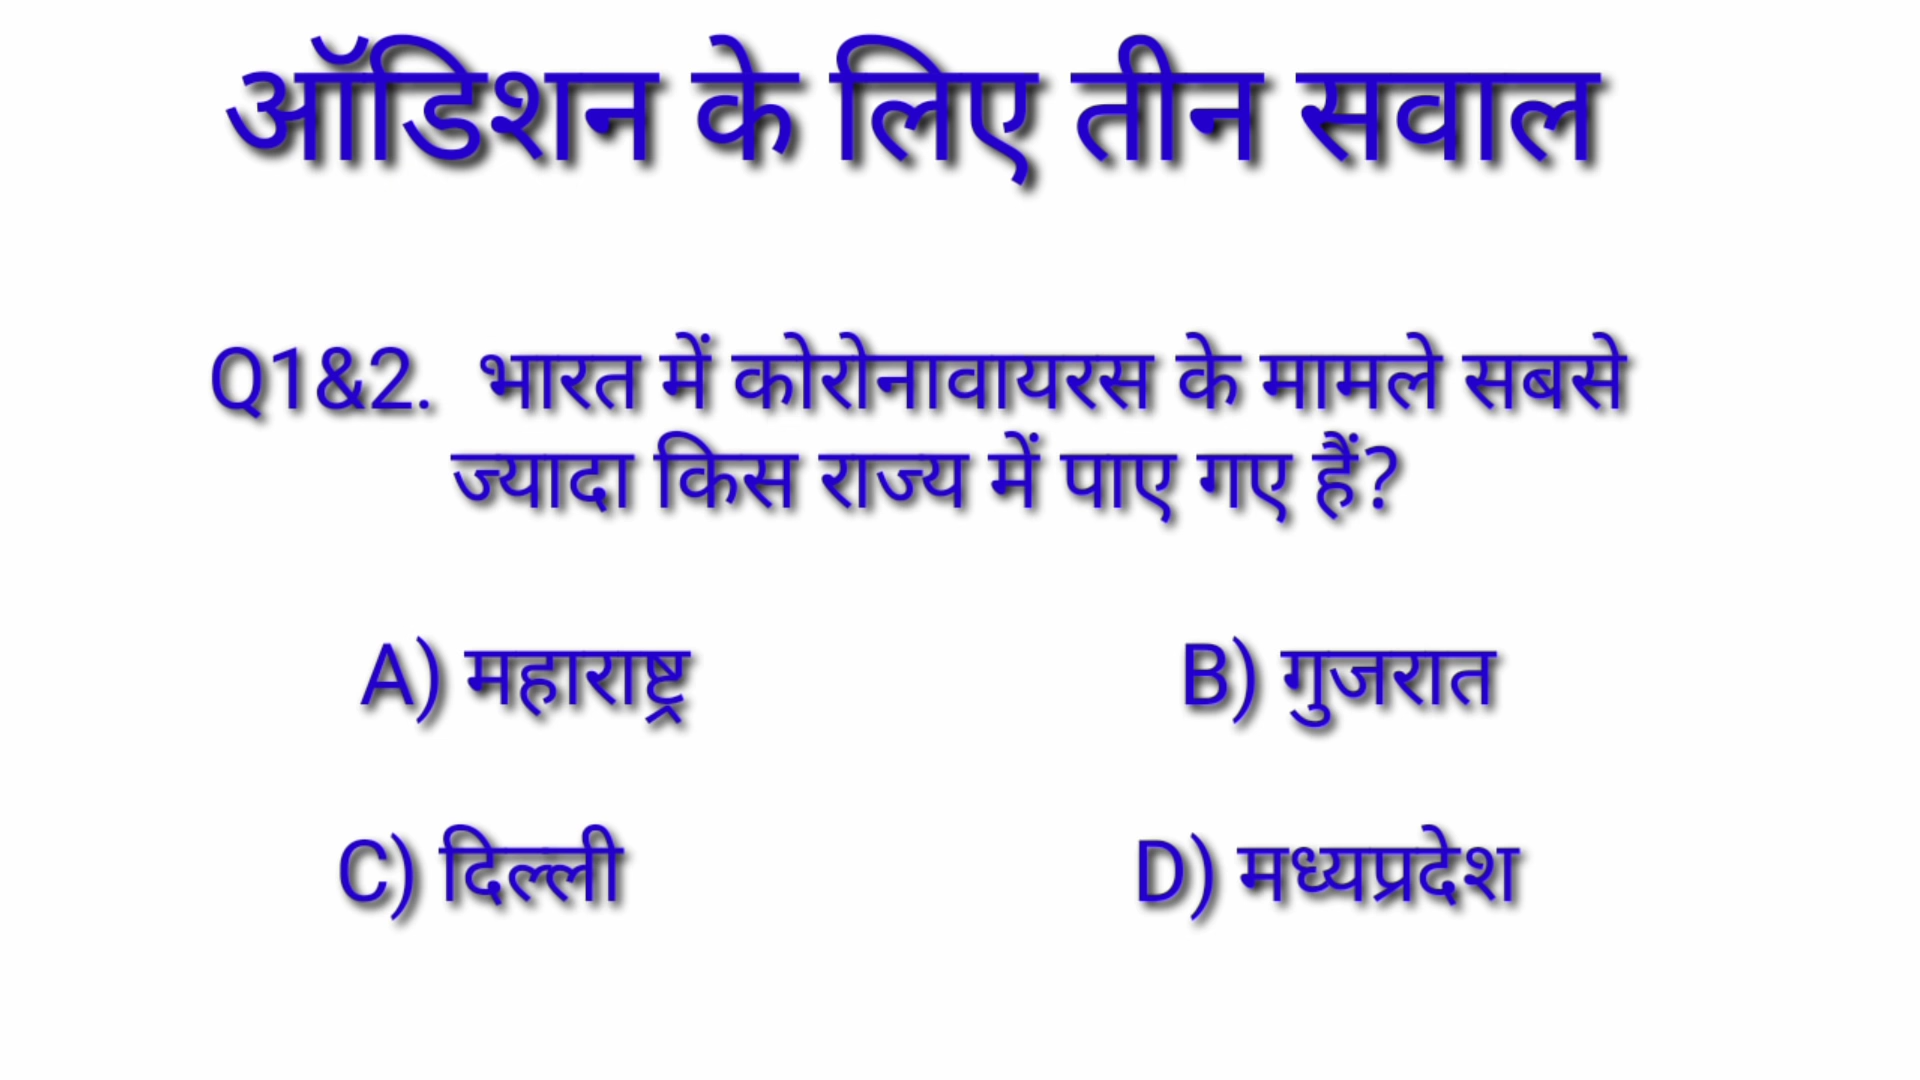 ऑडिशन के लिए तीन सवाल
Q1&2. भारत में कोरोनावायरस के मामले सबसे
ज्यादा किस राज्य में पाए गए हैं?
A) महाराष्ट्र B) गुजरात
C) दिल्ली D) मध्यप्रदेश